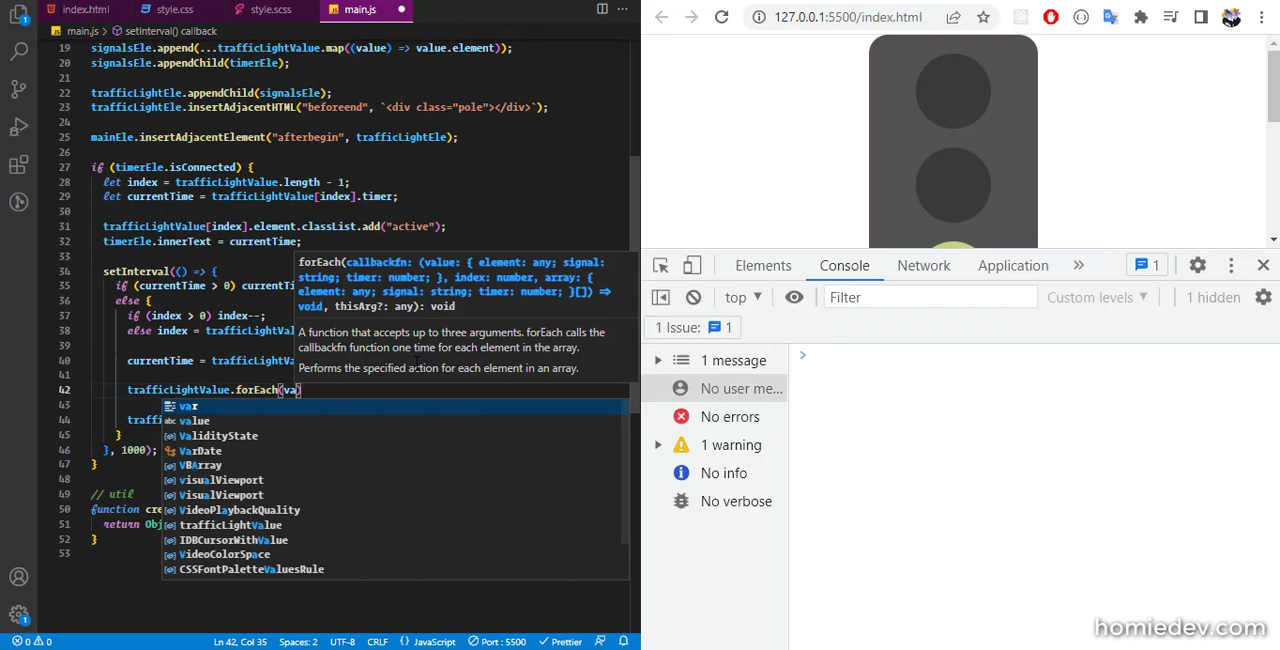 index.html
style.css
style.scss
main.js
main.js > setInterval() callback
19 signalsEle.append(...trafficLightValue.map((value) => value.element));
20 signalsEle.appendChild(timerEle);
21
22 trafficLightEle.appendChild(signalsEle);
23 trafficLightEle.insertAdjacentHTML("beforeend", `<div class="pole"></div>`);
24
25 mainEle.insertAdjacentElement("afterbegin", trafficLightEle);
26
27 if (timerEle.isConnected) {
28 let index = trafficLightValue.length - 1;
29 let currentTime = trafficLightValue[index].timer;
30
31 trafficLightValue[index].element.classList.add("active");
32 timerEle.innerText = currentTime;
33
34 setInterval(() => {
35 if (currentTime > 0) currentTi
36 else {
37 if (index > 0) index--;
38 else index = trafficLightV
39
40 currentTime = trafficLight
41
42 trafficLightValue.forEach(va)
43
44 traffi
45 }
46 }, 1000);
47 }
48
49 // util
50 function cre
51 return Obj
52 }
53
forEach(callbackfn: (value: { element: any; signal:
string; timer: number; }, index: number, array: {
element: any; signal: string; timer: number; }[]) =>
void, thisArg?: any): void
A function that accepts up to three arguments. forEach calls the
callbackfn function one time for each element in the array.
Performs the specified action for each element in an array.
var
value
ValidityState
VarDate
VBArray
visualViewport
VisualViewport
VideoPlaybackQuality
trafficLightValue
IDBCursorWithValue
VideoColorSpace
CSSFontPaletteValuesRule
0 0
Ln 42, Col 35 Spaces: 2 UTF-8 CRLF {} JavaScript Port : 5500 Prettier
127.0.0.1:5500/index.html
Elements Console Network Application » 1
top ▼ Filter Custom levels ▼ 1 hidden
1 Issue: 1
1 message
No user me...
No errors
1 warning
No info
No verbose
>
homiedev.com